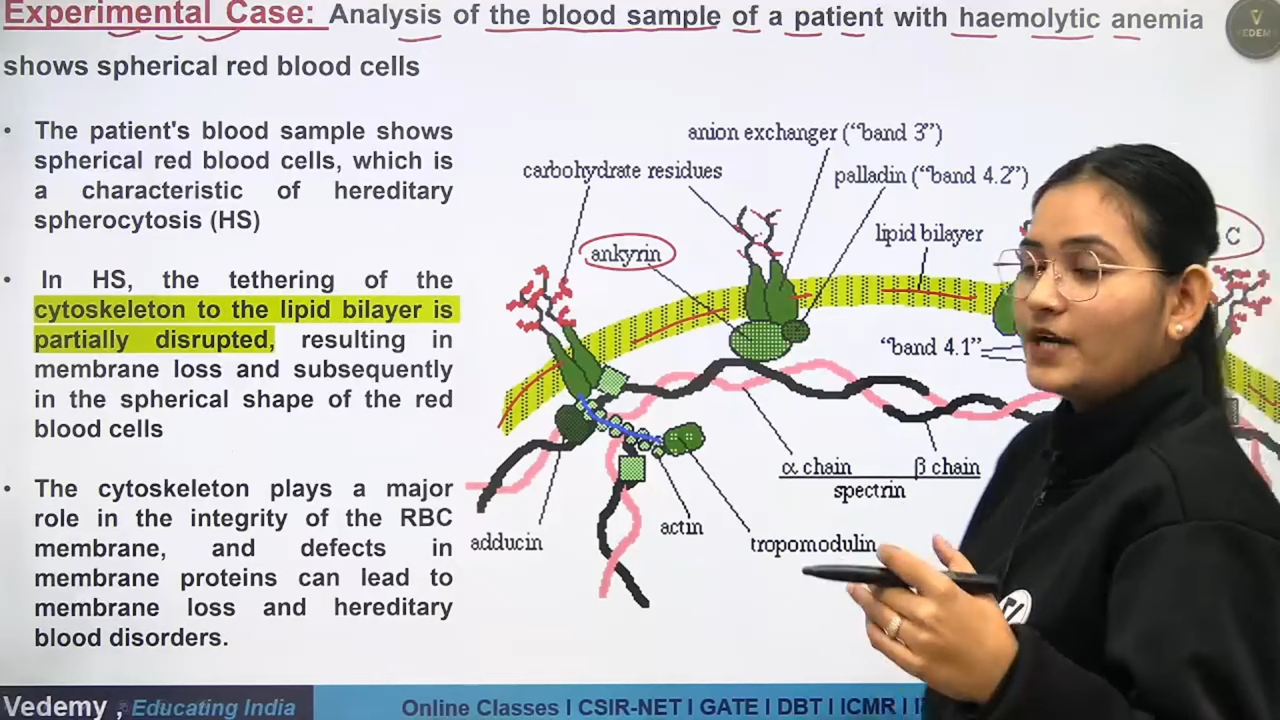 Experimental Case: Analysis of the blood sample of a patient with haemolytic anemia
shows spherical red blood cells
• The patient's blood sample shows
spherical red blood cells, which is
a characteristic of hereditary
spherocytosis (HS)
• In HS, the tethering of the
cytoskeleton to the lipid bilayer is
partially disrupted, resulting in
membrane loss and subsequently
in the spherical shape of the red
blood cells
• The cytoskeleton plays a major
role in the integrity of the RBC
membrane, and defects in
membrane proteins can lead to
membrane loss and hereditary
blood disorders.
anion exchanger ("band 3")
carbohydrate residues
palladin ("band 4.2")
ankyrin
lipid bilayer
C
"band 4.1"
α chain
β chain
spectrin
actin
adducin
tropomodulin
V
VEDEM
Vedemy , Educating India
Online Classes I CSIR-NET I GATE I DBT I ICMR I